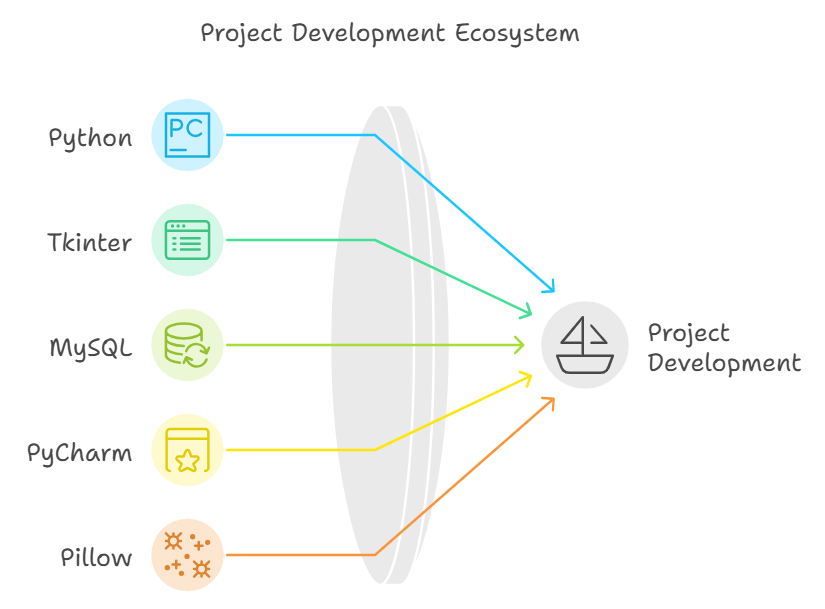 Project Development Ecosystem
Python
PC
Tkinter
MySQL
PyCharm
Pillow
Project
Development